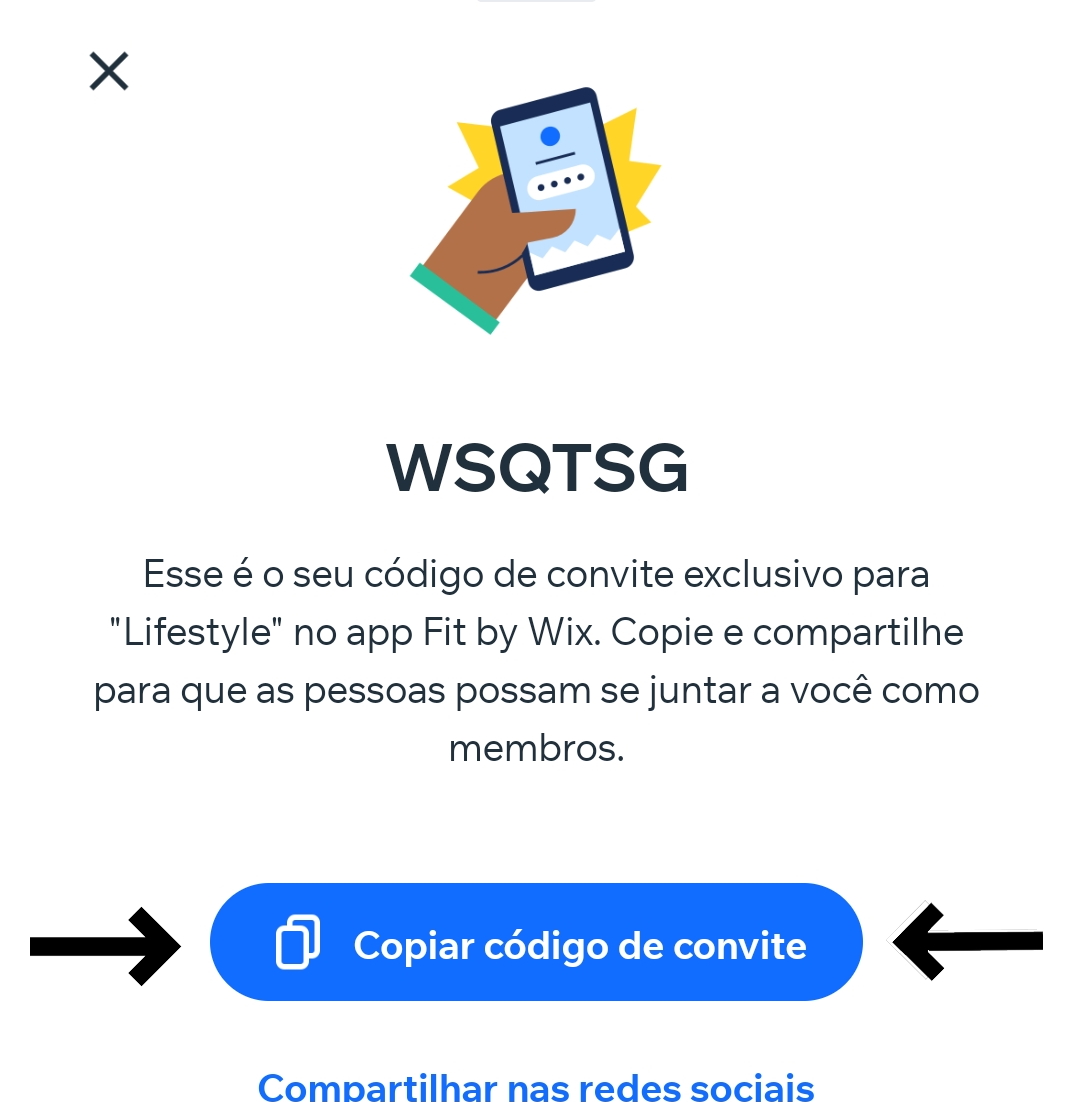 WSQTSG
Esse é o seu código de convite exclusivo para
"Lifestyle" no app Fit by Wix. Copie e compartilhe
para que as pessoas possam se juntar a você como
membros.
Copiar código de convite
Compartilhar nas redes sociais